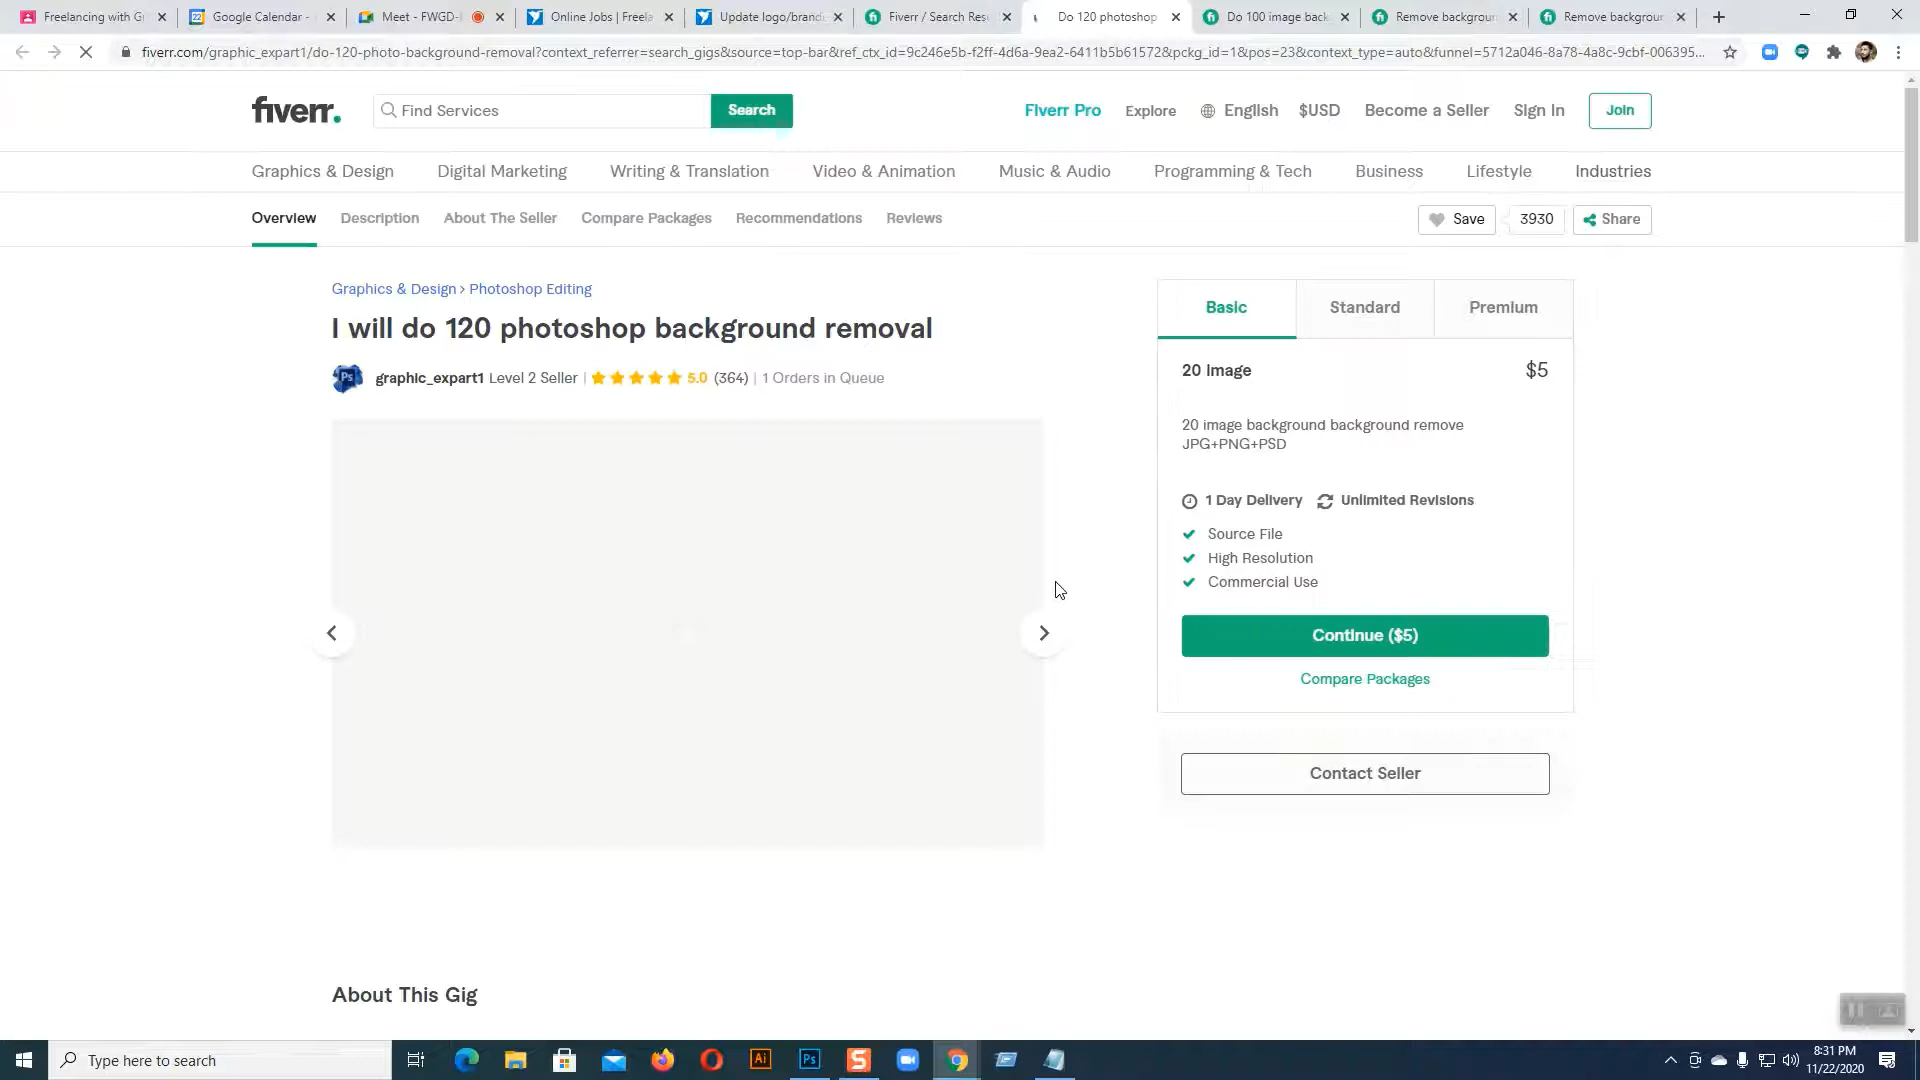 Freelancing with Gr
Google Calendar -
Meet - FWGD-
Online Jobs | Freela
Update logo/brand
Fiverr / Search Resu
Do 120 photoshop
Do 100 image back
Remove backgroun
Remove backgroun
fiverr.com/graphic_expart1/do-120-photo-background-removal?context_referrer=search_gigs&source=top-bar&ref_ctx_id=9c246e5b-f2ff-4d6a-9ea2-6411b5b61572&pckg_id=1&pos=23&context_type=auto&funnel=5712a046-8a78-4a8c-9cbf-006395...
fiverr.
Find Services
Search
Fiverr Pro
Explore
English
$USD
Become a Seller
Sign In
Join
Graphics & Design
Digital Marketing
Writing & Translation
Video & Animation
Music & Audio
Programming & Tech
Business
Lifestyle
Industries
Overview
Description
About The Seller
Compare Packages
Recommendations
Reviews
Save
3930
Share
Graphics & Design › Photoshop Editing
I will do 120 photoshop background removal
graphic_expart1 Level 2 Seller | 5.0 (364) | 1 Orders in Queue
Basic
Standard
Premium
20 image
$5
20 image background background remove
JPG+PNG+PSD
1 Day Delivery
Unlimited Revisions
Source File
High Resolution
Commercial Use
Continue ($5)
Compare Packages
Contact Seller
About This Gig
Type here to search
Ai
Ps
8:31 PM
11/22/2020